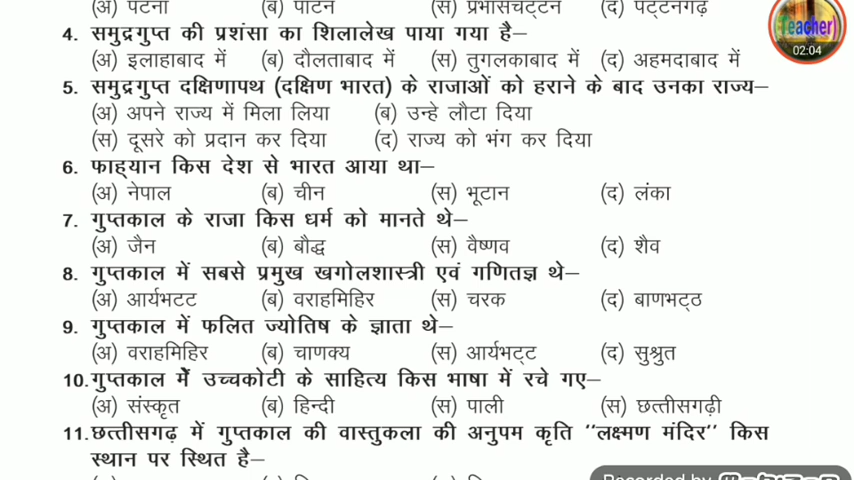 (अ) पटना (ब) पाटन (स) प्रभासचट्टन (द) पट्टनगढ़
4. समुद्रगुप्त की प्रशंसा का शिलालेख पाया गया है–
(अ) इलाहाबाद में (ब) दौलताबाद में (स) तुगलकाबाद में (द) अहमदाबाद में
5. समुद्रगुप्त दक्षिणापथ (दक्षिण भारत) के राजाओं को हराने के बाद उनका राज्य–
(अ) अपने राज्य में मिला लिया (ब) उन्हे लौटा दिया
(स) दूसरे को प्रदान कर दिया (द) राज्य को भंग कर दिया
6. फाह्यान किस देश से भारत आया था–
(अ) नेपाल (ब) चीन (स) भूटान (द) लंका
7. गुप्तकाल के राजा किस धर्म को मानते थे–
(अ) जैन (ब) बौद्ध (स) वैष्णव (द) शैव
8. गुप्तकाल में सबसे प्रमुख खगोलशास्त्री एवं गणितज्ञ थे–
(अ) आर्यभटट (ब) वराहमिहिर (स) चरक (द) बाणभट्ठ
9. गुप्तकाल में फलित ज्योतिष के ज्ञाता थे–
(अ) वराहमिहिर (ब) चाणक्य (स) आर्यभट्ट (द) सुश्रुत
10. गुप्तकाल में उच्चकोटी के साहित्य किस भाषा में रचे गए–
(अ) संस्कृत (ब) हिन्दी (स) पाली (स) छत्तीसगढ़ी
11. छत्तीसगढ़ में गुप्तकाल की वास्तुकला की अनुपम कृति "लक्ष्मण मंदिर" किस
स्थान पर स्थित है–
Teacher
02:04
Recorded by